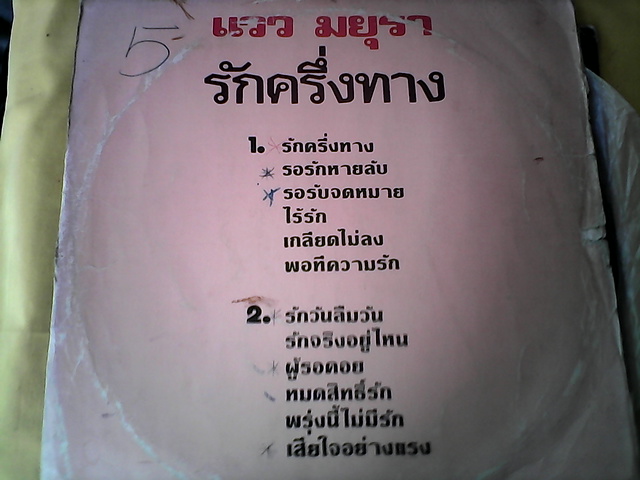 5-
แวว มยุรา
รักครึ่งทาง
1. รักครึ่งทาง
รอรักหายลับ
รอรับจดหมาย
ไร้รัก
เกลียดไม่ลง
พอทีความรัก
2. รักวันลืมวัน
รักจริงอยู่ไหน
ผู้รอคอย
หมดสิทธิ์รัก
พรุ่งนี้ไม่มีรัก
เสียใจอย่างแรง